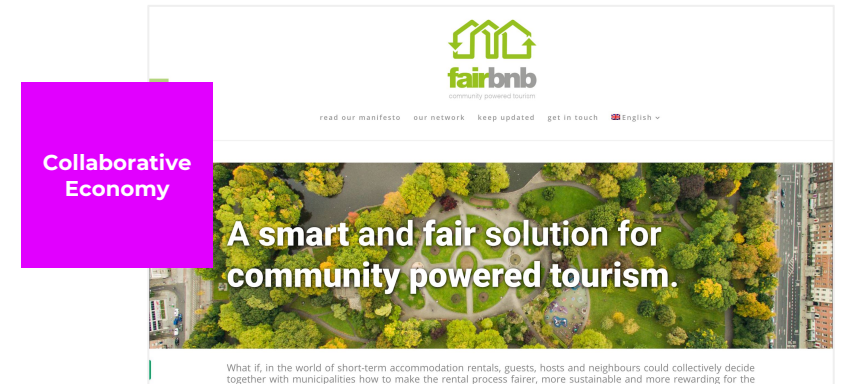 fairbnb
community powered tourism
read our manifesto our network keep updated get in touch English
Collaborative
Economy
A smart and fair solution for
community powered tourism.
What if, in the world of short-term accommodation rentals, guests, hosts and neighbours could collectively decide
together with municipalities how to make the rental process fairer, more sustainable and more rewarding for the